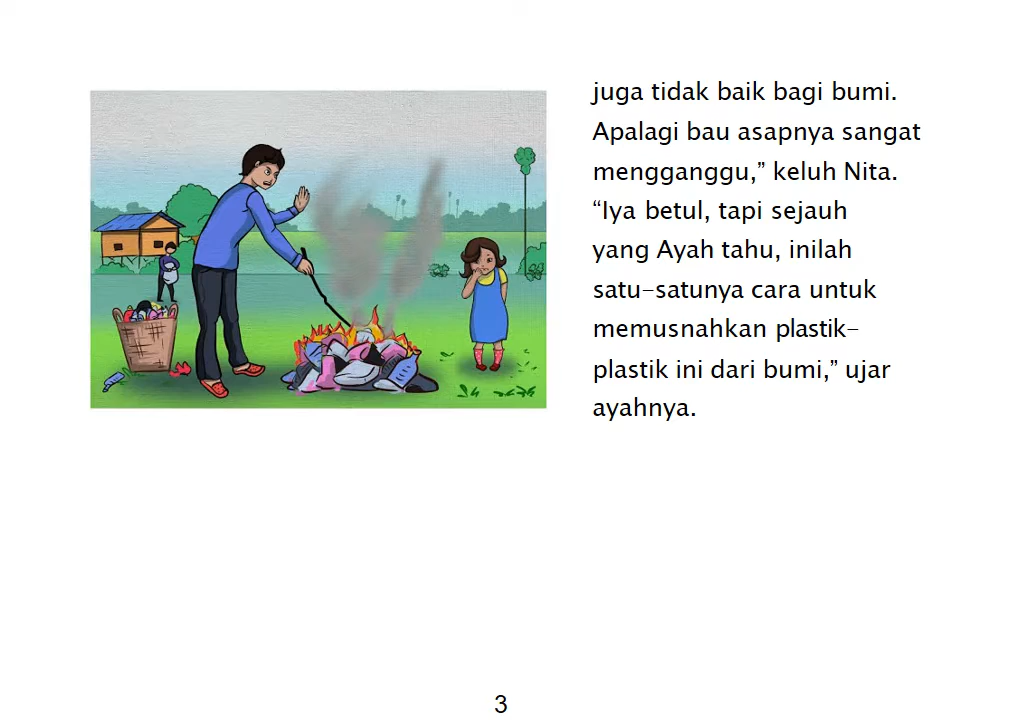 juga tidak baik bagi bumi.
Apalagi bau asapnya sangat
mengganggu,” keluh Nita.
“Iya betul, tapi sejauh
yang Ayah tahu, inilah
satu-satunya cara untuk
memusnahkan plastik-
plastik ini dari bumi,” ujar
ayahnya.
3